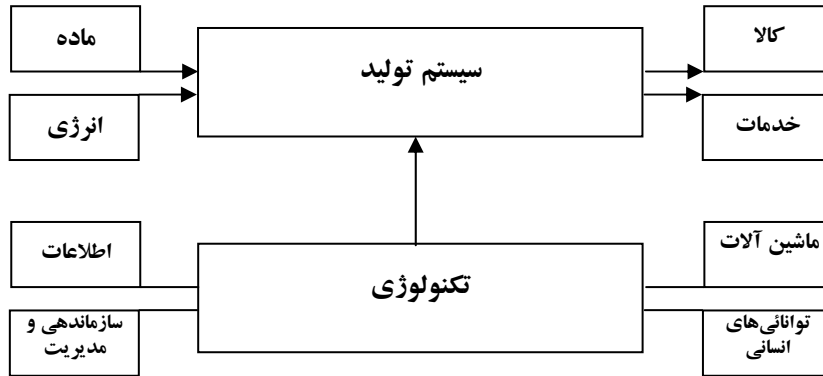 ماده
سیستم تولید
کالا
انرژی
خدمات
اطلاعات
تکنولوژی
ماشین آلات
سازماندهی و
مدیریت
توانائی‌های
انسانی